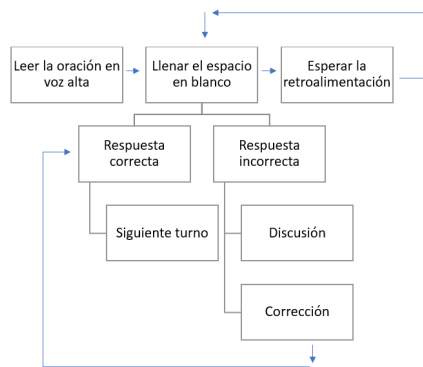 Leer la oración en
voz alta
Llenar el espacio
en blanco
Esperar la
retroalimentación
Respuesta
correcta
Respuesta
incorrecta
Siguiente turno
Discusión
Corrección